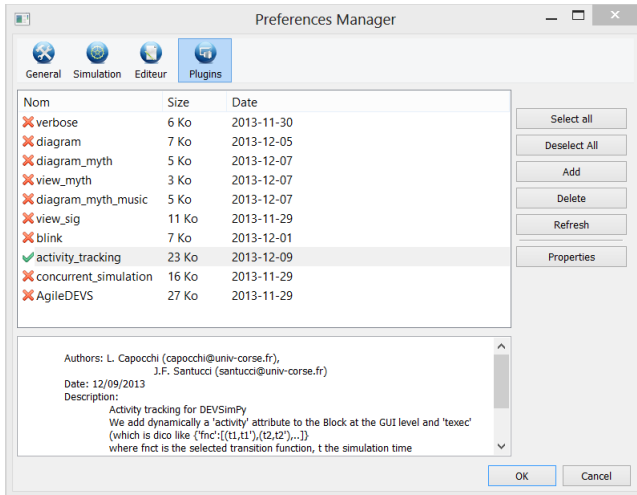 Preferences Manager
General Simulation Editeur Plugins
Nom Size Date
verbose 6 Ko 2013-11-30
diagram 7 Ko 2013-12-05
diagram_myth 5 Ko 2013-12-07
view_myth 3 Ko 2013-12-07
diagram_myth_music 5 Ko 2013-12-07
view_sig 11 Ko 2013-11-29
blink 7 Ko 2013-12-01
activity_tracking 23 Ko 2013-12-09
concurrent_simulation 16 Ko 2013-11-29
AgileDEVS 27 Ko 2013-11-29
Select all
Deselect All
Add
Delete
Refresh
Properties
Authors: L. Capocchi (capocchi@univ-corse.fr),
J.F. Santucci (santucci@univ-corse.fr)
Date: 12/09/2013
Description:
Activity tracking for DEVSimPy
We add dynamically a 'activity' attribute to the Block at the GUI level and 'texec'
(which is dico like {'fnc':[(t1,t1'),(t2,t2'),..]}
where fnct is the selected transition function, t the simulation time
OK Cancel